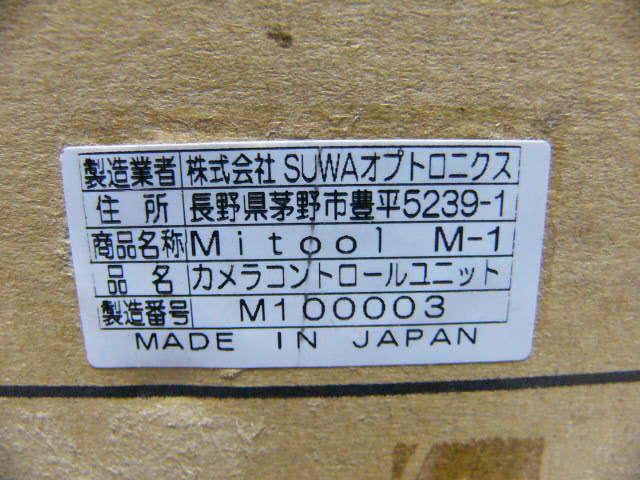 製造業者 株式会社 SUWAオプトロニクス
住所 長野県茅野市豊平5239-1
商品名称 Mitool M-1
品名 カメラコントロールユニット
製造番号 M100003
MADE IN JAPAN